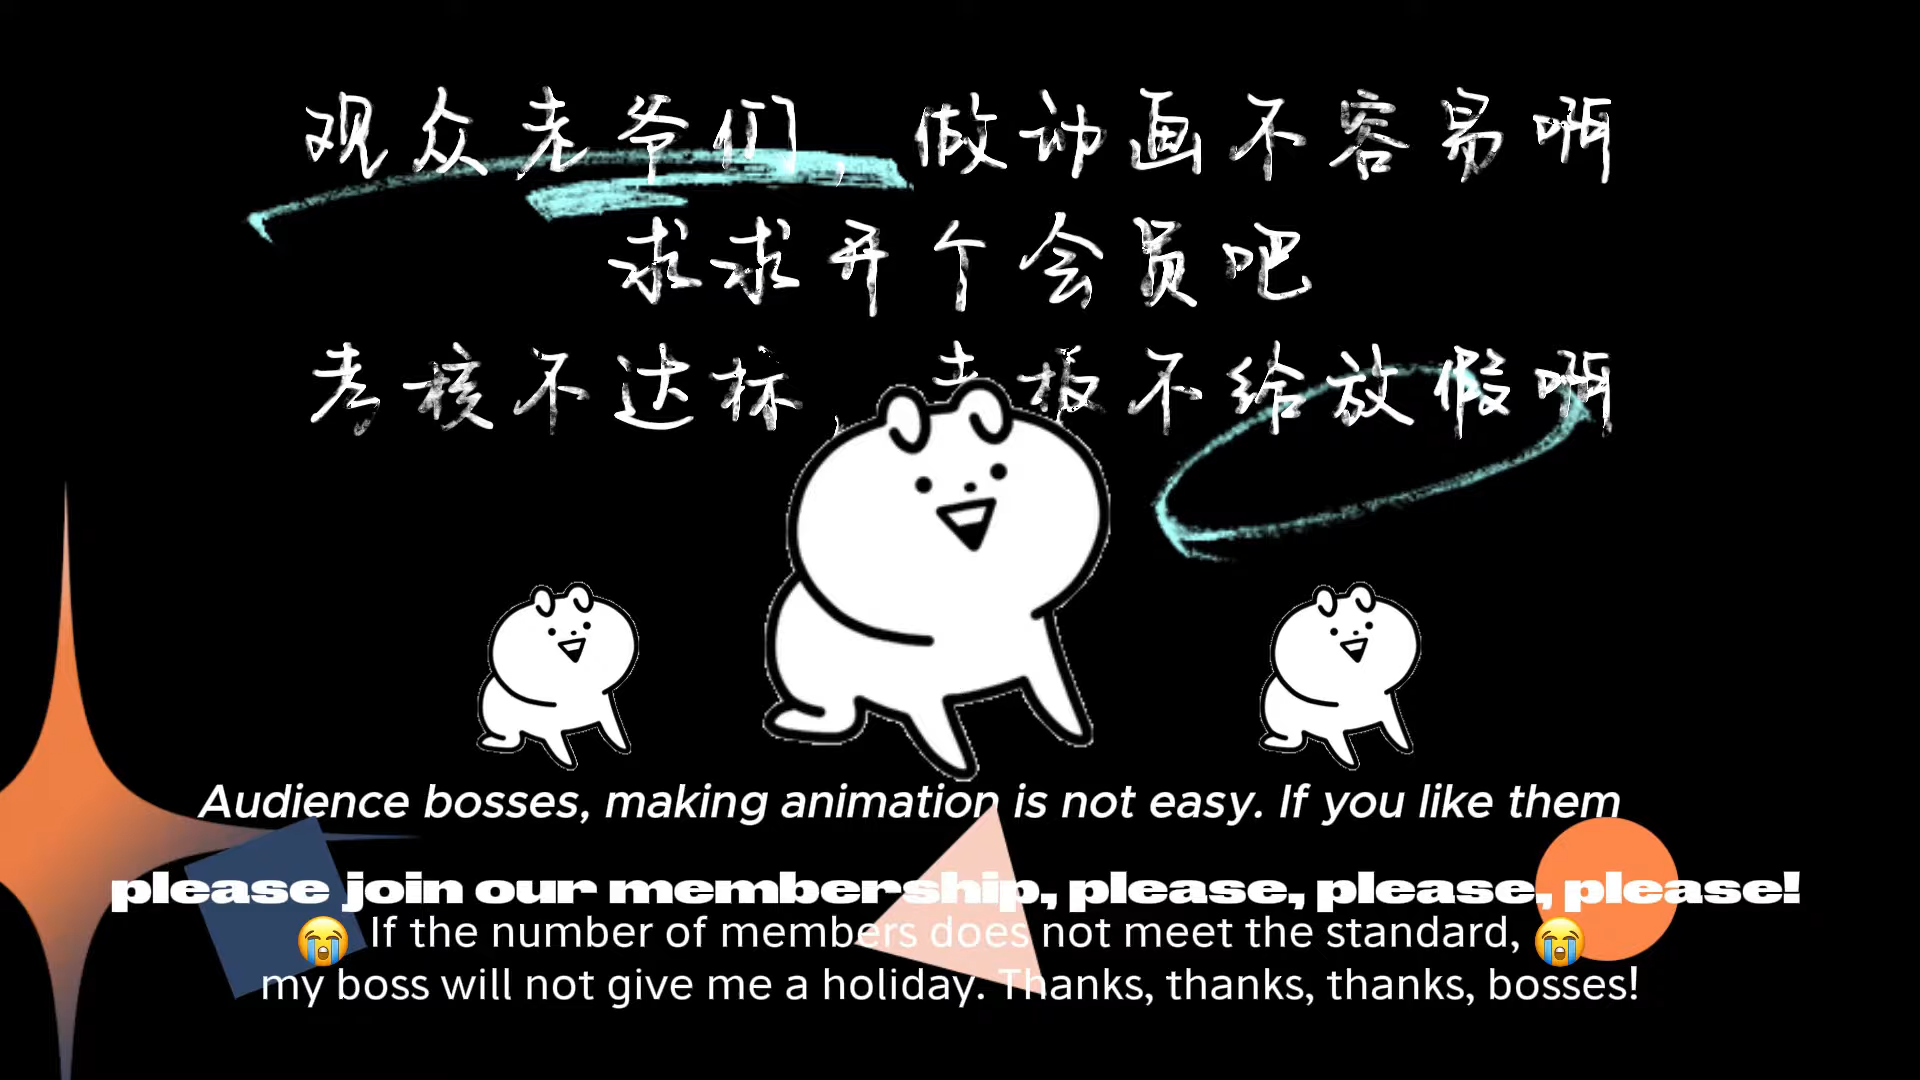 观众老爷们，做动画不容易啊
求求开个会员吧
考核不达标，老板不给放假啊
Audience bosses, making animation is not easy. If you like them
please join our membership, please, please, please!
😭 If the number of members does not meet the standard, 😭
my boss will not give me a holiday. Thanks, thanks, thanks, bosses!